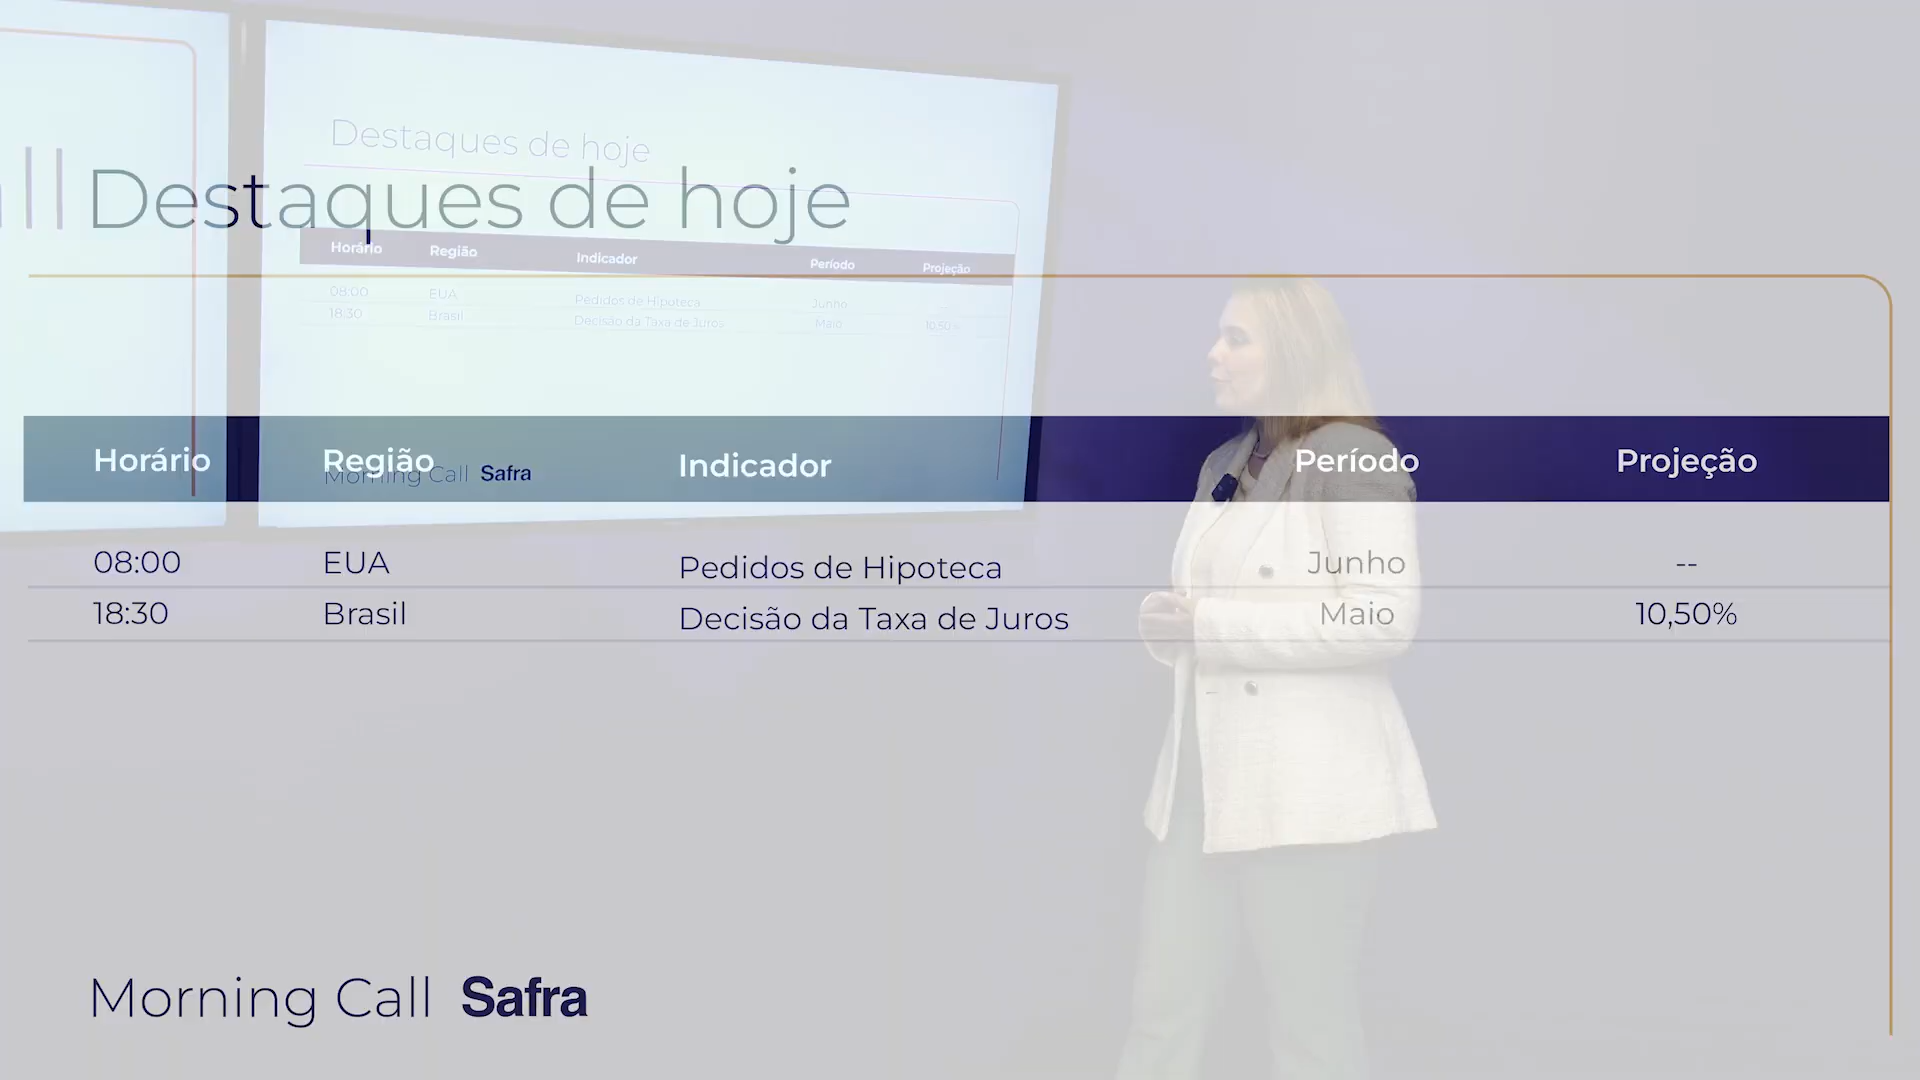 Destaques de hoje
Horário Região Indicador Período Projeção
08:00 EUA Pedidos de Hipoteca Junho --
18:30 Brasil Decisão da Taxa de Juros Maio 10,50%
Morning Call Safra
ll
Destaques de hoje
Horário Região Indicador Período Projeção
08:00 EUA Pedidos de Hipoteca Junho --
18:30 Brasil Decisão da Taxa de Juros Maio 10,50%
Morning Call Safra